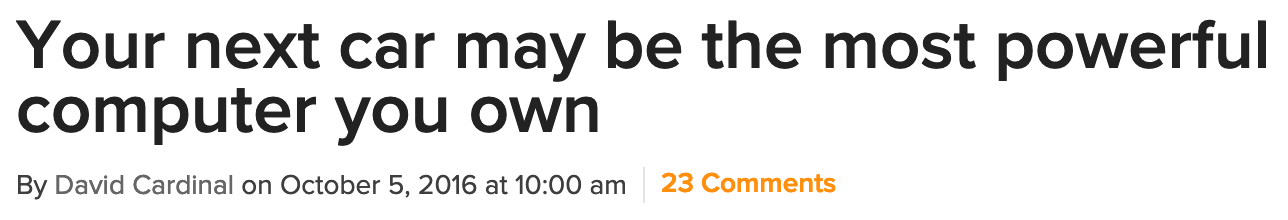 Your next car may be the most powerful
computer you own
By David Cardinal on October 5, 2016 at 10:00 am 23 Comments